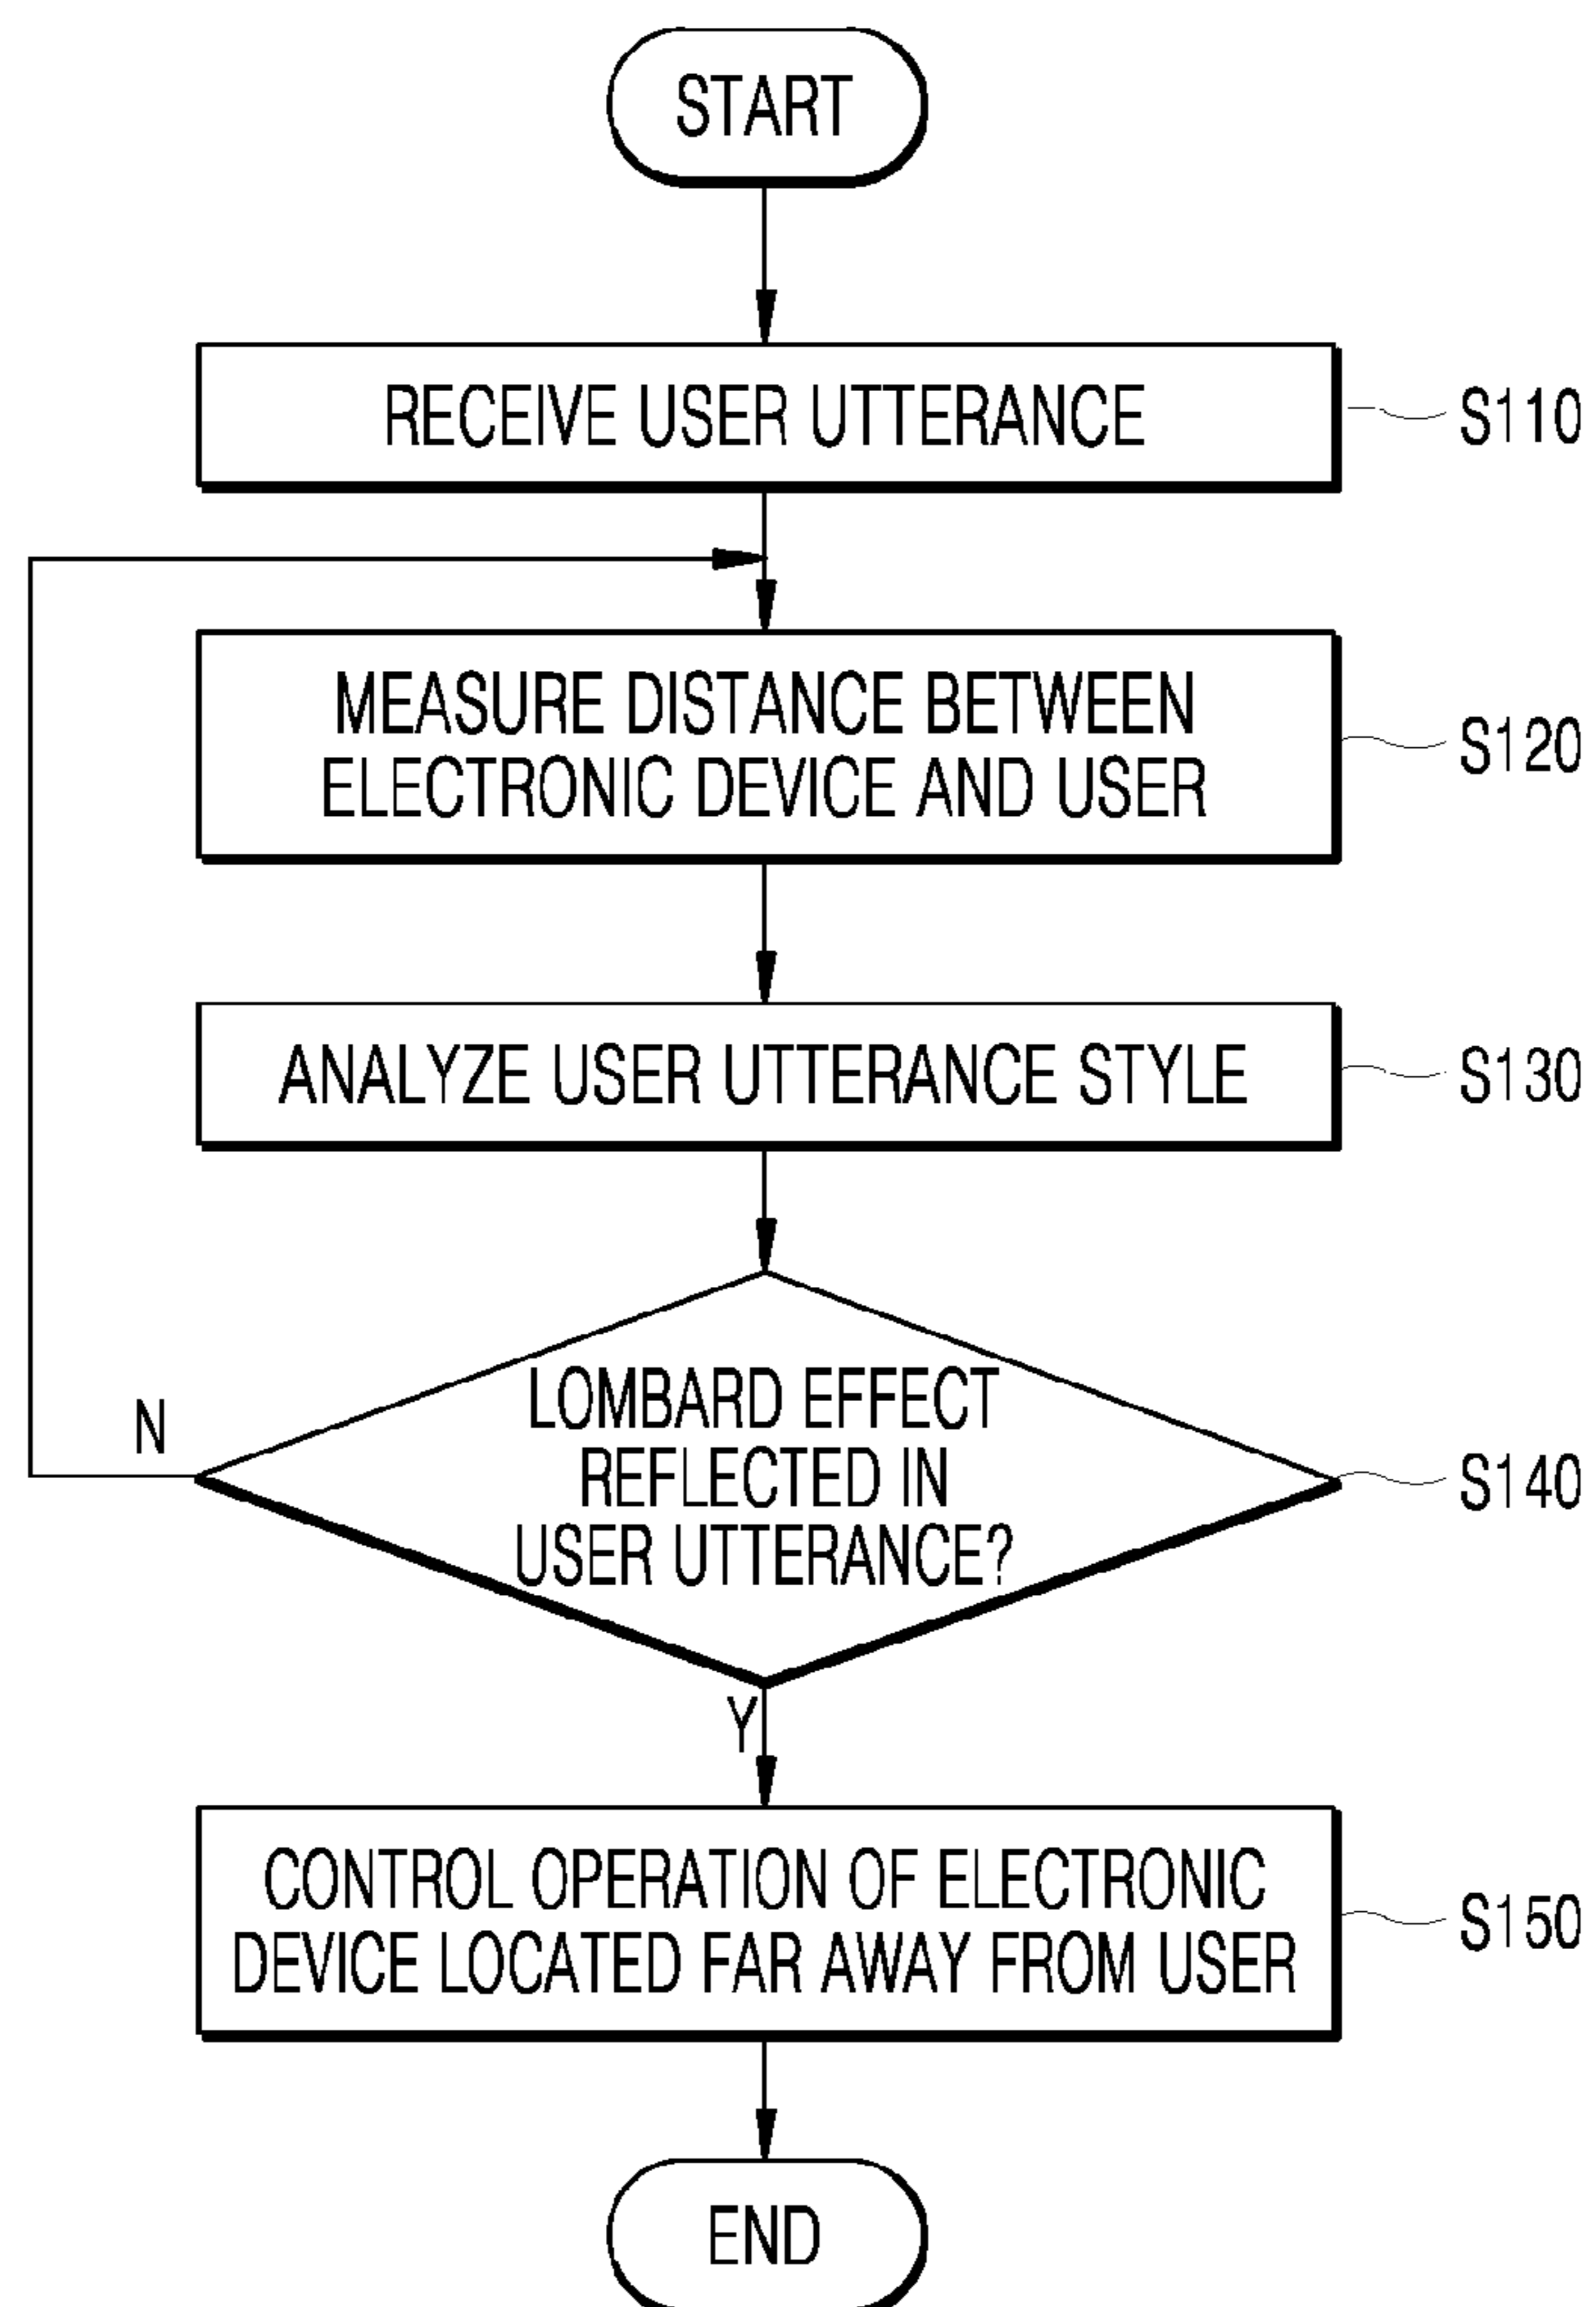 START
RECEIVE USER UTTERANCE
S110
MEASURE DISTANCE BETWEEN
ELECTRONIC DEVICE AND USER
S120
ANALYZE USER UTTERANCE STYLE
S130
LOMBARD EFFECT
REFLECTED IN
USER UTTERANCE?
S140
N
Y
CONTROL OPERATION OF ELECTRONIC
DEVICE LOCATED FAR AWAY FROM USER
S150
END